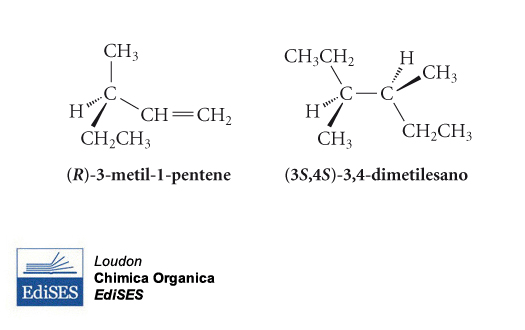 CH3
C
H
CH=CH2
CH2CH3
(R)-3-metil-1-pentene
CH3CH2
H
CH3
C—C
H
CH3
CH2CH3
(3S,4S)-3,4-dimetilesano
EdiSES
Loudon
Chimica Organica
EdiSES